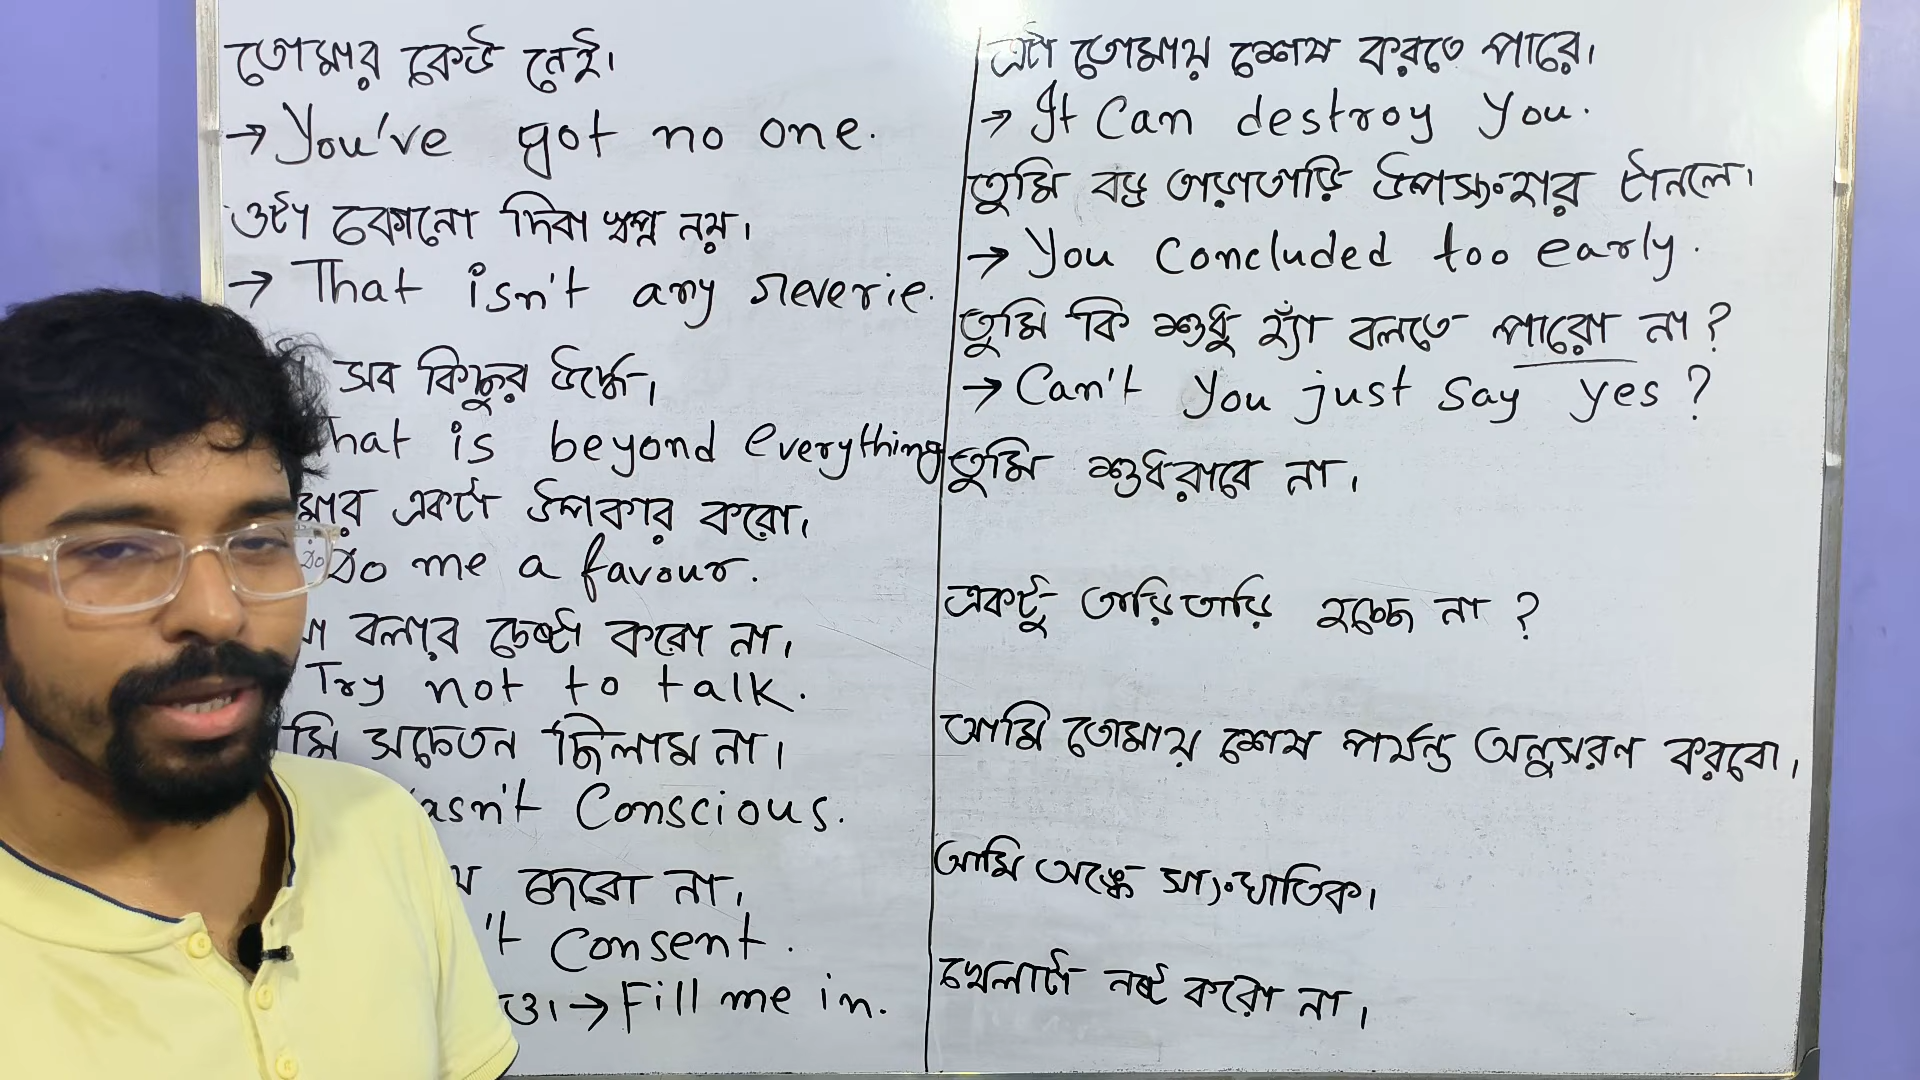 তোমার কেউ নেই।
→ You've got no one.
ওটা কোনো দিবা স্বপ্ন নয়।
→ That isn't any reverie.
সব কিছুর উর্দ্ধে।
hat is beyond everything
মার একটা উপকার করো।
Do me a favour.
বলার চেষ্টা করো না।
Try not to talk.
মি সচেতন ছিলাম না।
asn't Conscious.
করো না।
't Consent.
ও। → Fill me in.
এটা তোমায় শেষ করতে পারে।
→ It Can destroy you.
তুমি বড্ড তাড়াতাড়ি উপসংহার টানলে।
→ You Concluded too early.
তুমি কি শুধু হ্যাঁ বলতে পারো না?
→ Can't you just say yes?
তুমি শুধরাবে না।
একটু তাড়িতাড়ি হচ্ছে না?
আমি তোমায় শেষ পর্যন্ত অনুসরণ করবো।
আমি অঙ্কে সাংঘাতিক।
খেলাটা নষ্ট করো না।